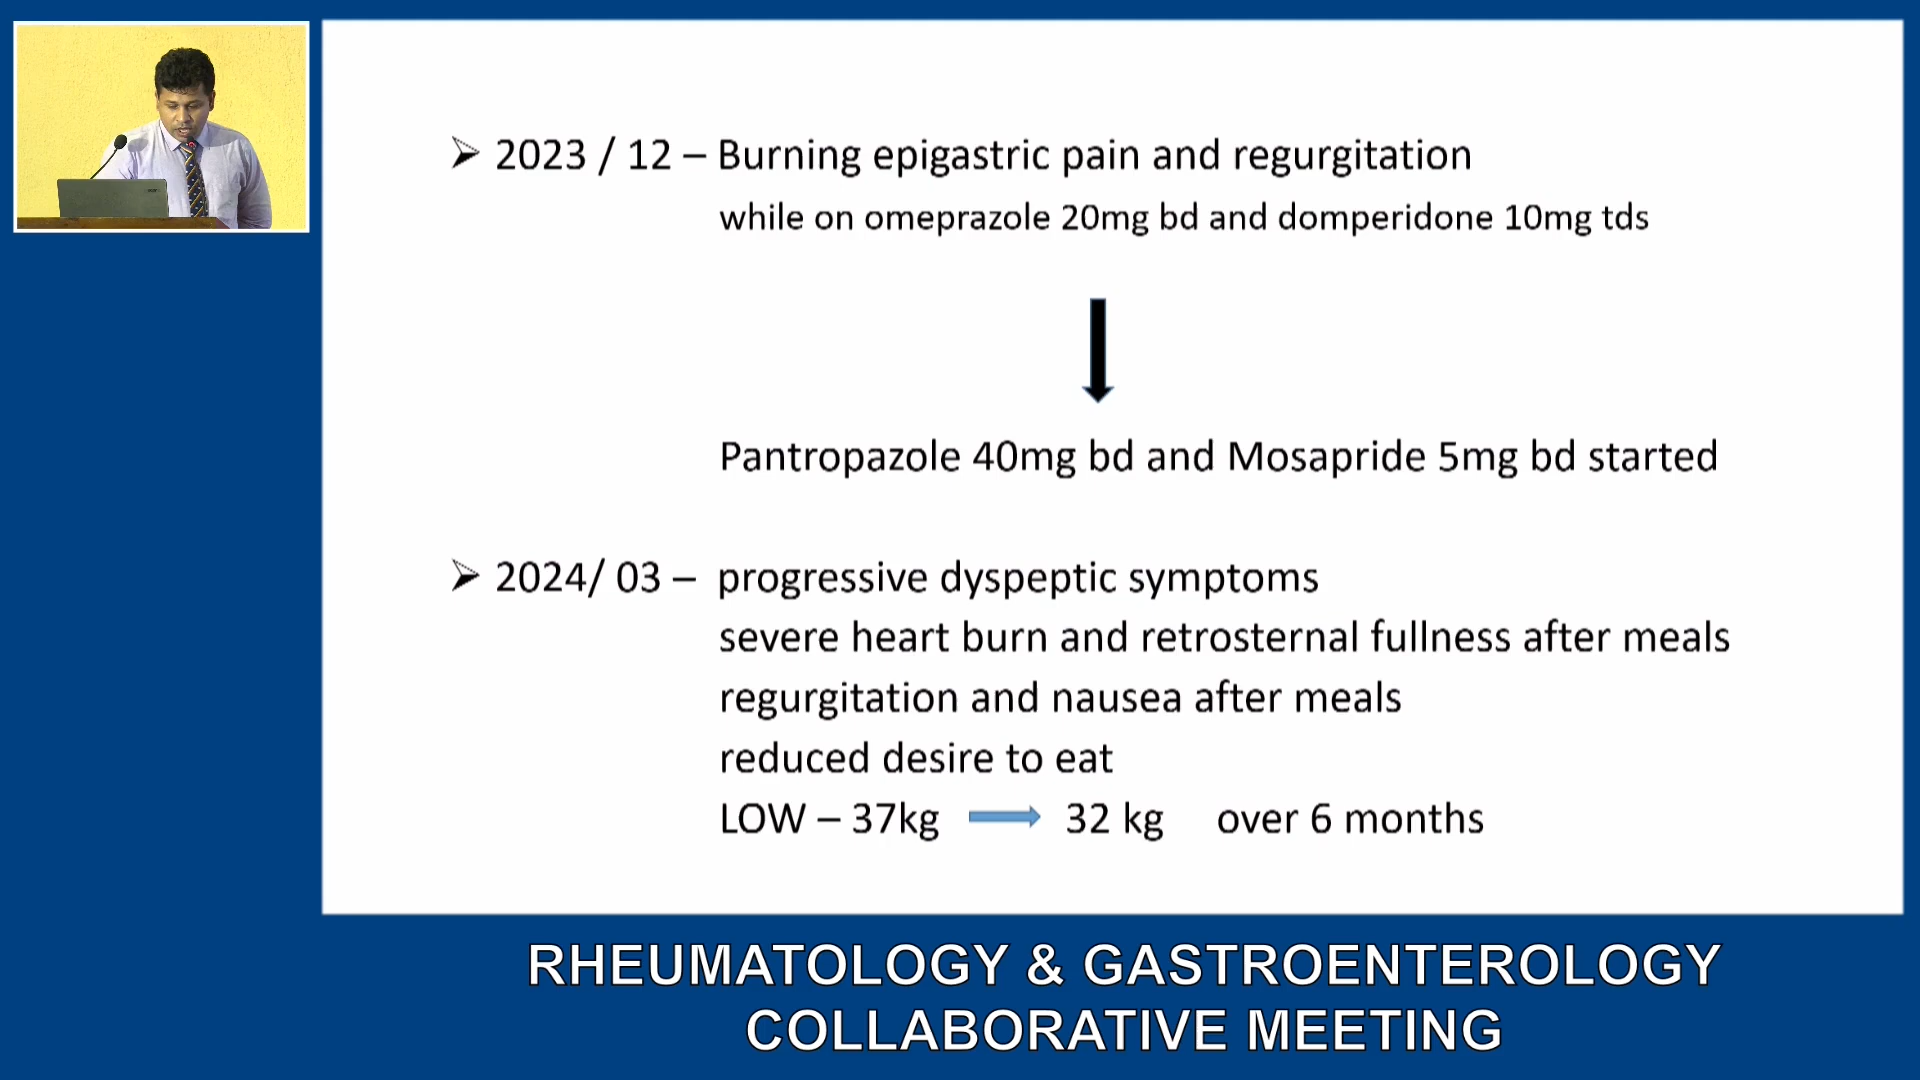 ➢ 2023 / 12 – Burning epigastric pain and regurgitation
while on omeprazole 20mg bd and domperidone 10mg tds
Pantropazole 40mg bd and Mosapride 5mg bd started
➢ 2024/ 03 – progressive dyspeptic symptoms
severe heart burn and retrosternal fullness after meals
regurgitation and nausea after meals
reduced desire to eat
LOW – 37kg → 32 kg over 6 months
RHEUMATOLOGY & GASTROENTEROLOGY
COLLABORATIVE MEETING